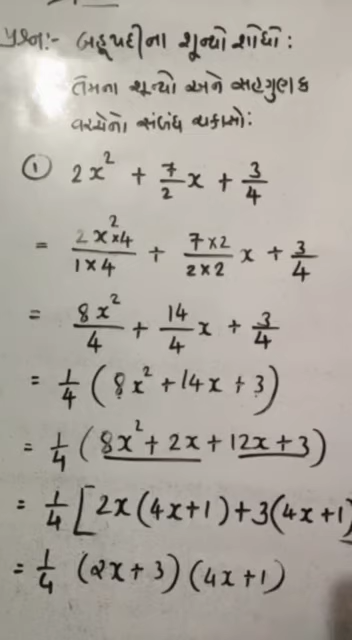 પ્રશ્ન:- બહુપદીના શૂન્યો શોધો:
તેમના શૂન્યો અને સહગુણક
વચ્ચેનો સંબંધ ચકાસો:
① 2x² + 7/2 x + 3/4
= 2x²×4/1×4 + 7×2/2×2 x + 3/4
= 8x²/4 + 14/4 x + 3/4
= 1/4 (8x² + 14x + 3)
= 1/4 (8x² + 2x + 12x + 3)
= 1/4 [2x(4x+1) + 3(4x+1)
= 1/4 (2x+3) (4x+1)